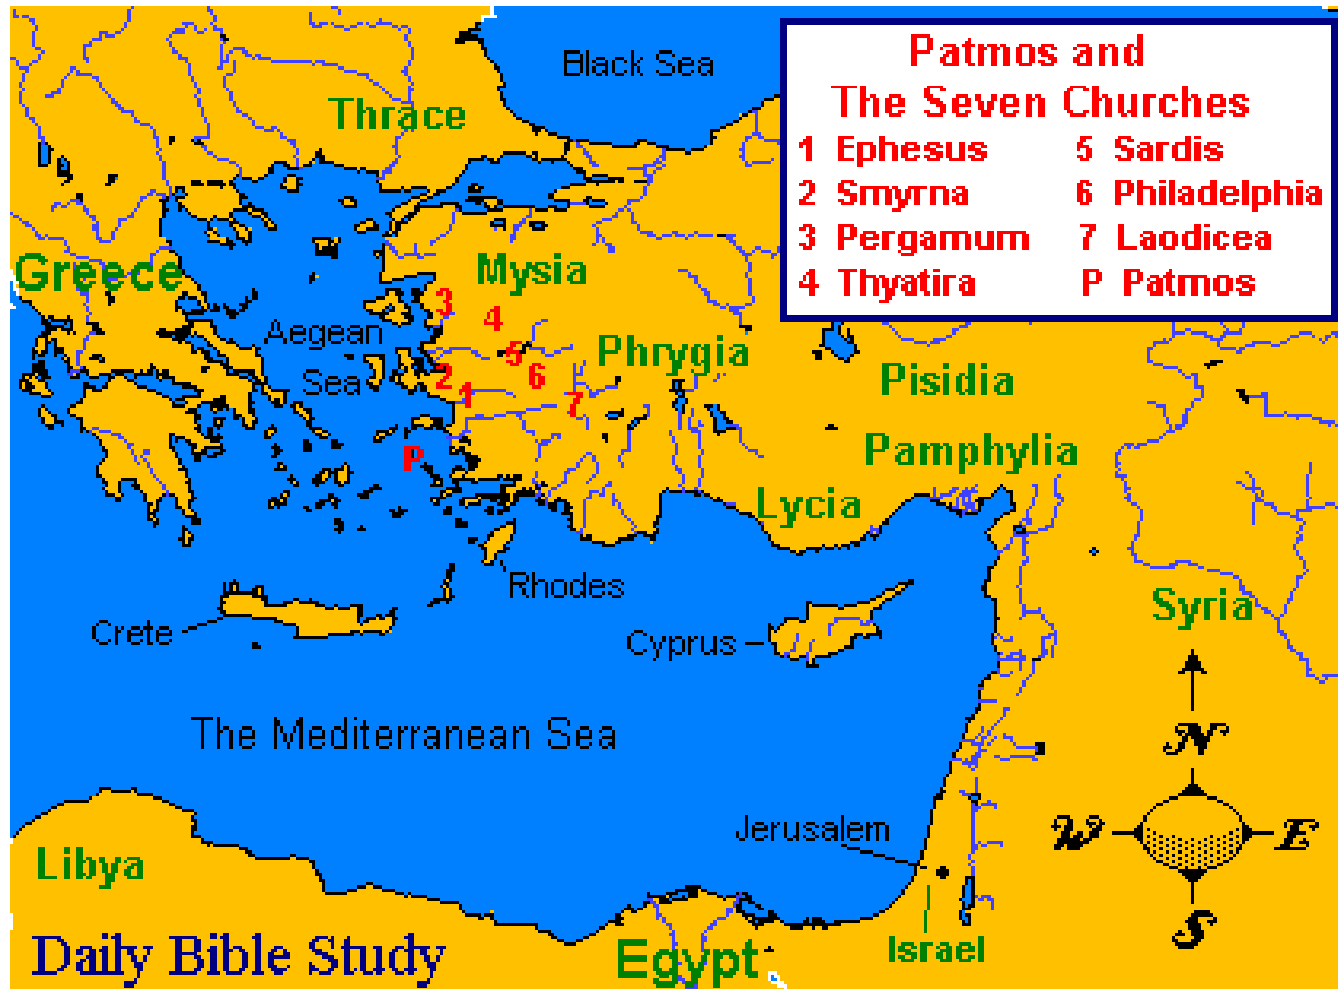 Patmos and
The Seven Churches
1 Ephesus 5 Sardis
2 Smyrna 6 Philadelphia
3 Pergamum 7 Laodicea
4 Thyatira P Patmos
Black Sea
Thrace
Greece
Mysia
3
4
Aegean
Sea
5
Phrygia
2
6
1
7
Pisidia
P
Pamphylia
Lycia
Rhodes
Crete
Cyprus
Syria
The Mediterranean Sea
N
W E
S
Jerusalem
Libya
Israel
Egypt
Daily Bible Study